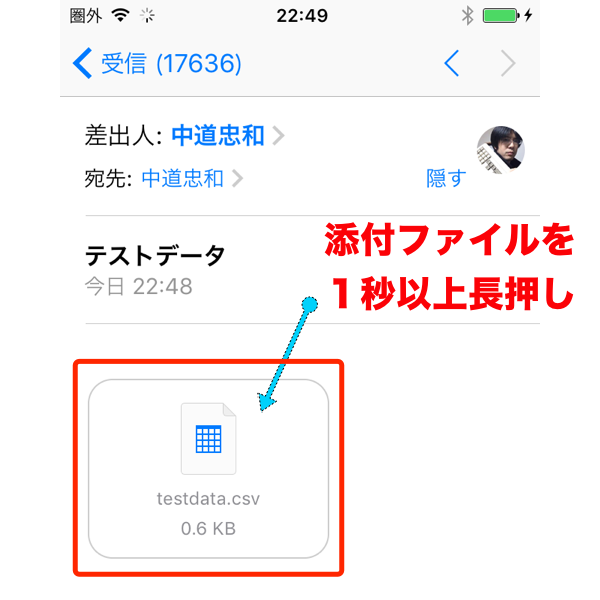 圏外 22:49
受信 (17636)
差出人: 中道忠和
宛先: 中道忠和 隠す
テストデータ
今日 22:48
添付ファイルを
１秒以上長押し
testdata.csv
0.6 KB